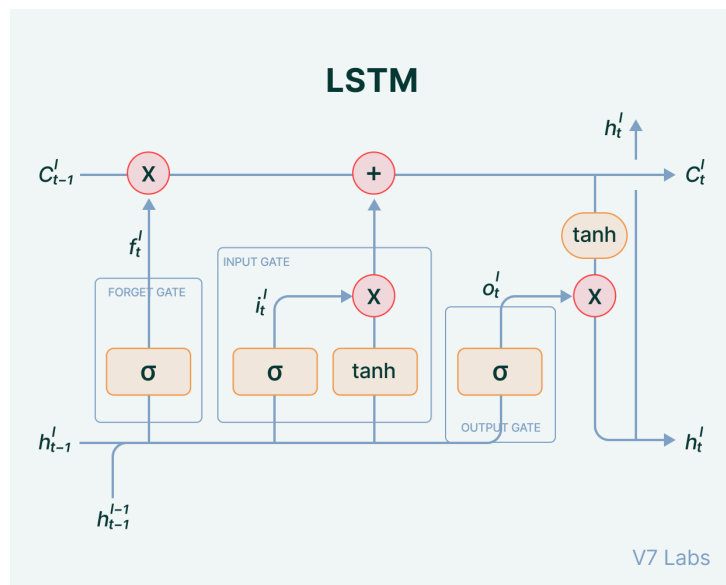 LSTM
h_t^l
C_{t-1}^l
X
+
C_t^l
f_t^l
tanh
INPUT GATE
FORGET GATE
i_t^l
X
o_t^l
X
σ
σ
tanh
σ
OUTPUT GATE
h_{t-1}^l
h_t^l
h_{t-1}^{l-1}
V7 Labs